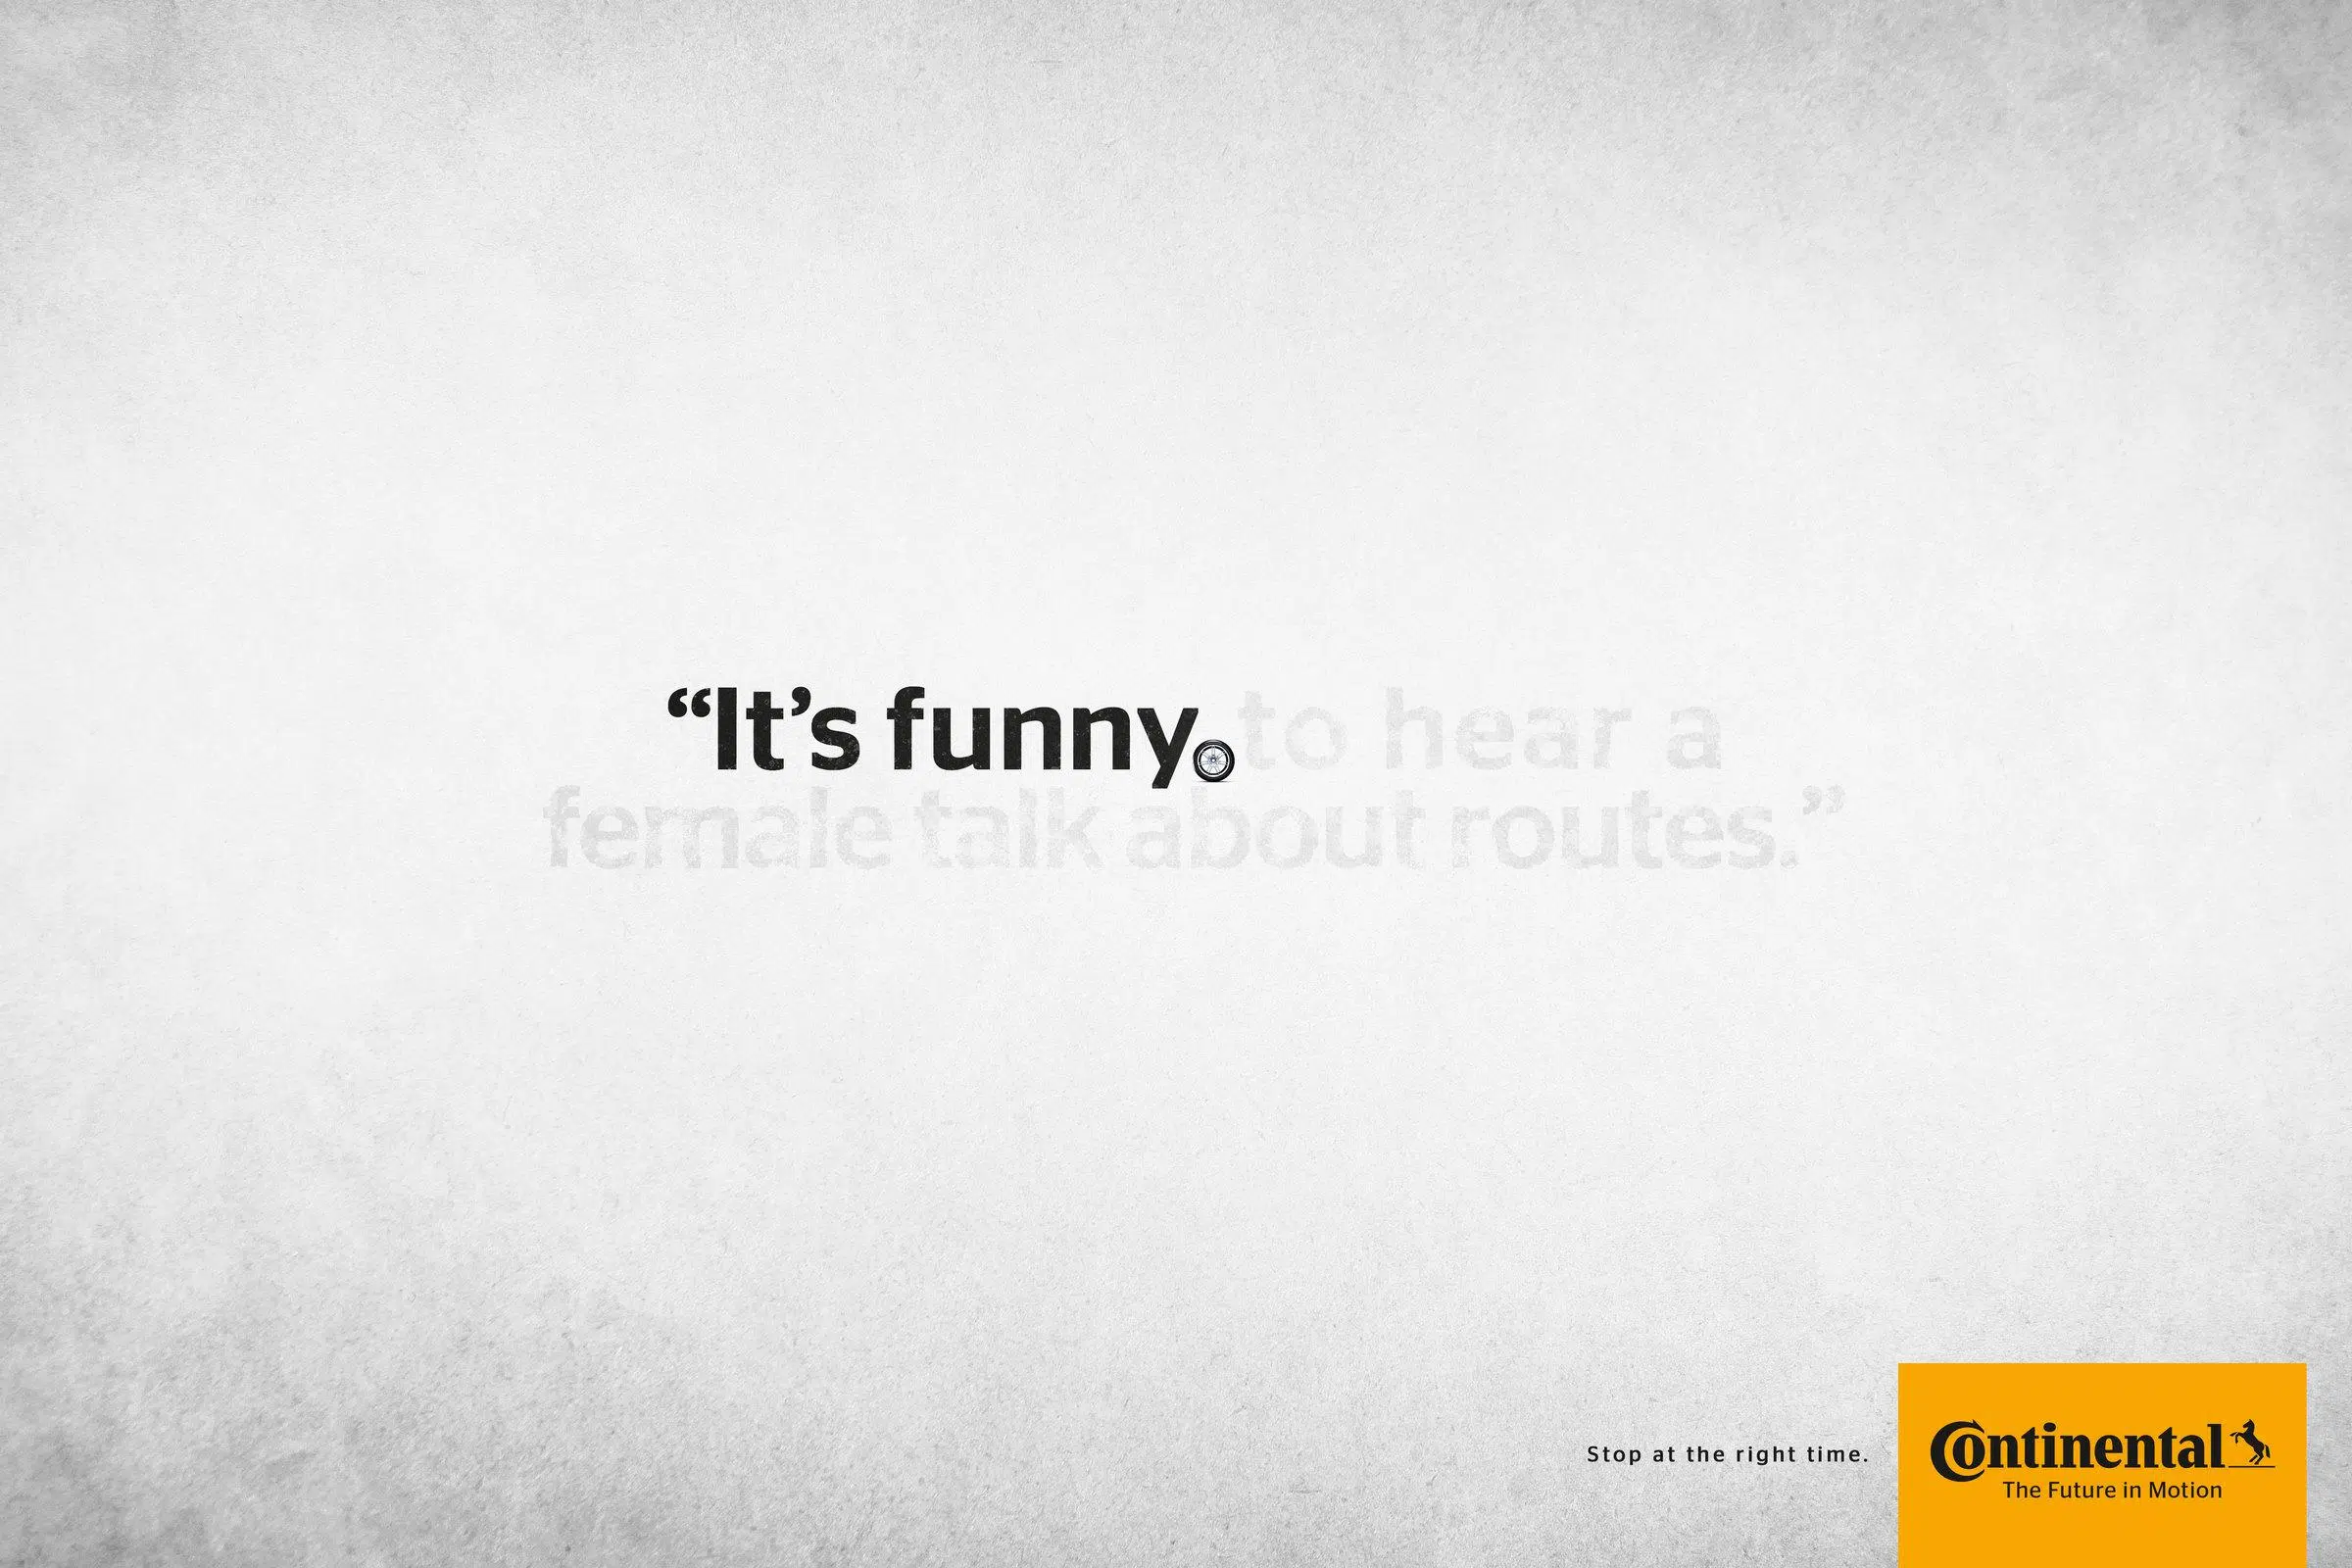 “It’s funny. to hear a
female talk about routes.”
Stop at the right time.
Continental
The Future in Motion